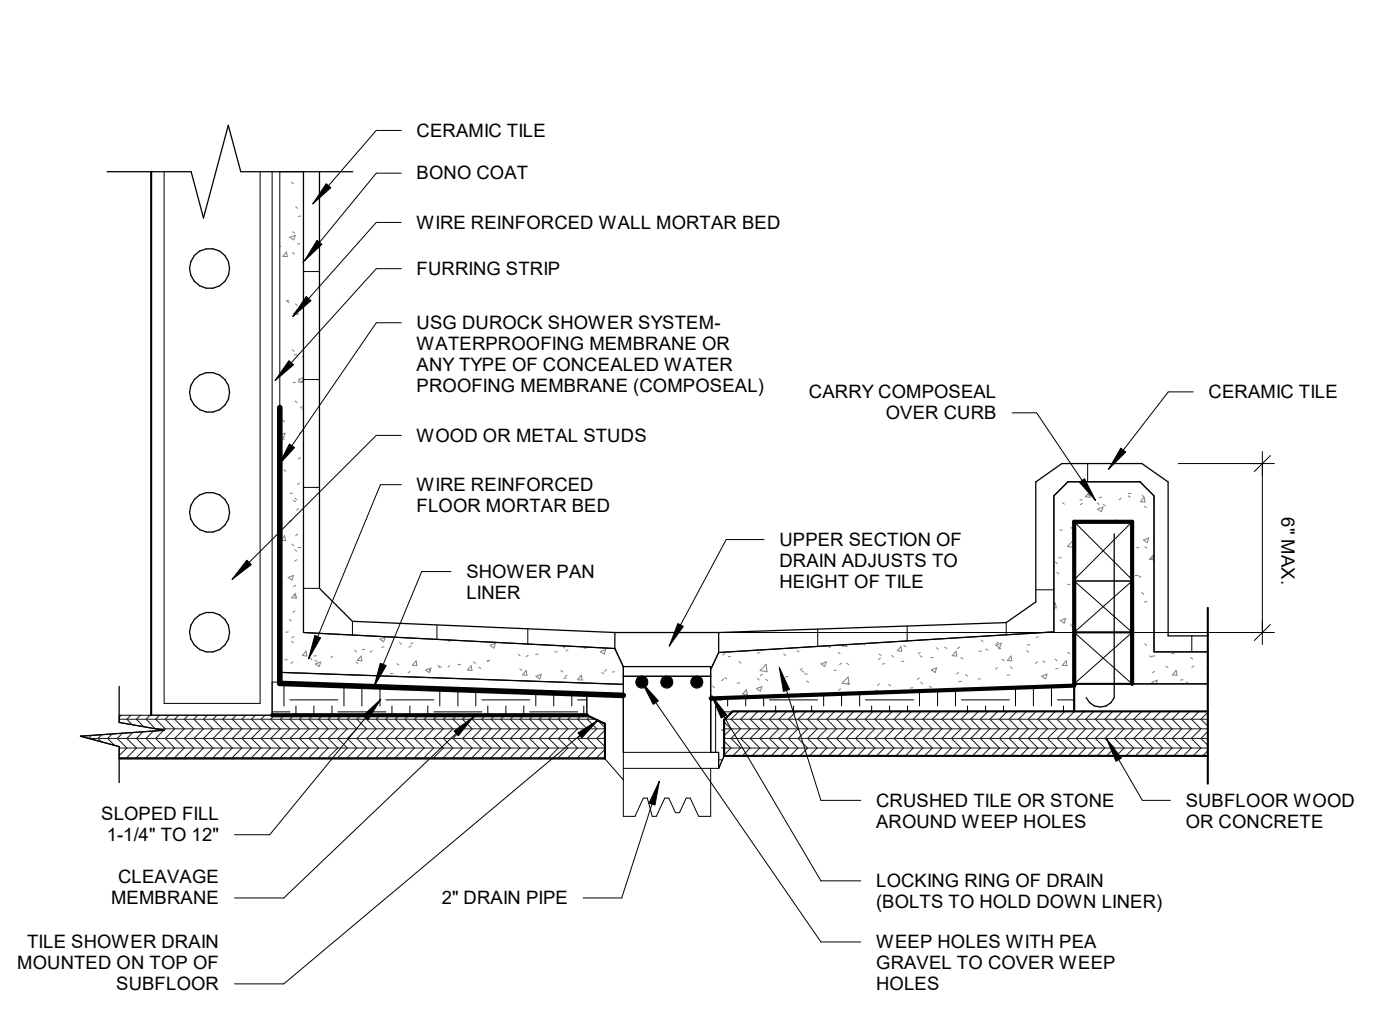 CERAMIC TILE
BONO COAT
WIRE REINFORCED WALL MORTAR BED
FURRING STRIP
USG DUROCK SHOWER SYSTEM-
WATERPROOFING MEMBRANE OR
ANY TYPE OF CONCEALED WATER
PROOFING MEMBRANE (COMPOSEAL)
WOOD OR METAL STUDS
WIRE REINFORCED
FLOOR MORTAR BED
SHOWER PAN
LINER
CARRY COMPOSEAL
OVER CURB
CERAMIC TILE
UPPER SECTION OF
DRAIN ADJUSTS TO
HEIGHT OF TILE
6" MAX.
SLOPED FILL
1-1/4" TO 12"
CLEAVAGE
MEMBRANE
TILE SHOWER DRAIN
MOUNTED ON TOP OF
SUBFLOOR
2" DRAIN PIPE
CRUSHED TILE OR STONE
AROUND WEEP HOLES
LOCKING RING OF DRAIN
(BOLTS TO HOLD DOWN LINER)
WEEP HOLES WITH PEA
GRAVEL TO COVER WEEP
HOLES
SUBFLOOR WOOD
OR CONCRETE